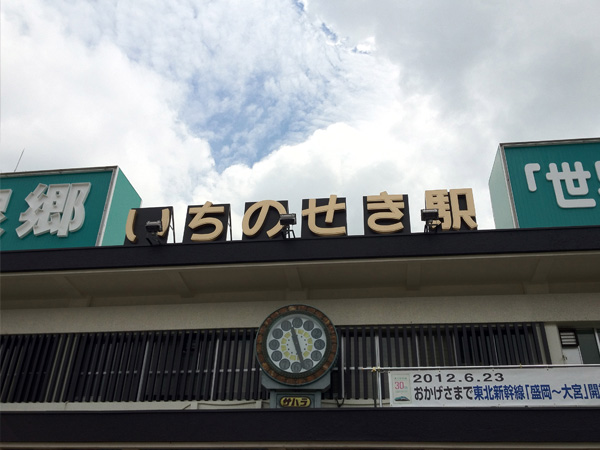 郷
いちのせき駅
「世
サハラ
30
2012.6.23
おかげさまで東北新幹線「盛岡〜大宮」開